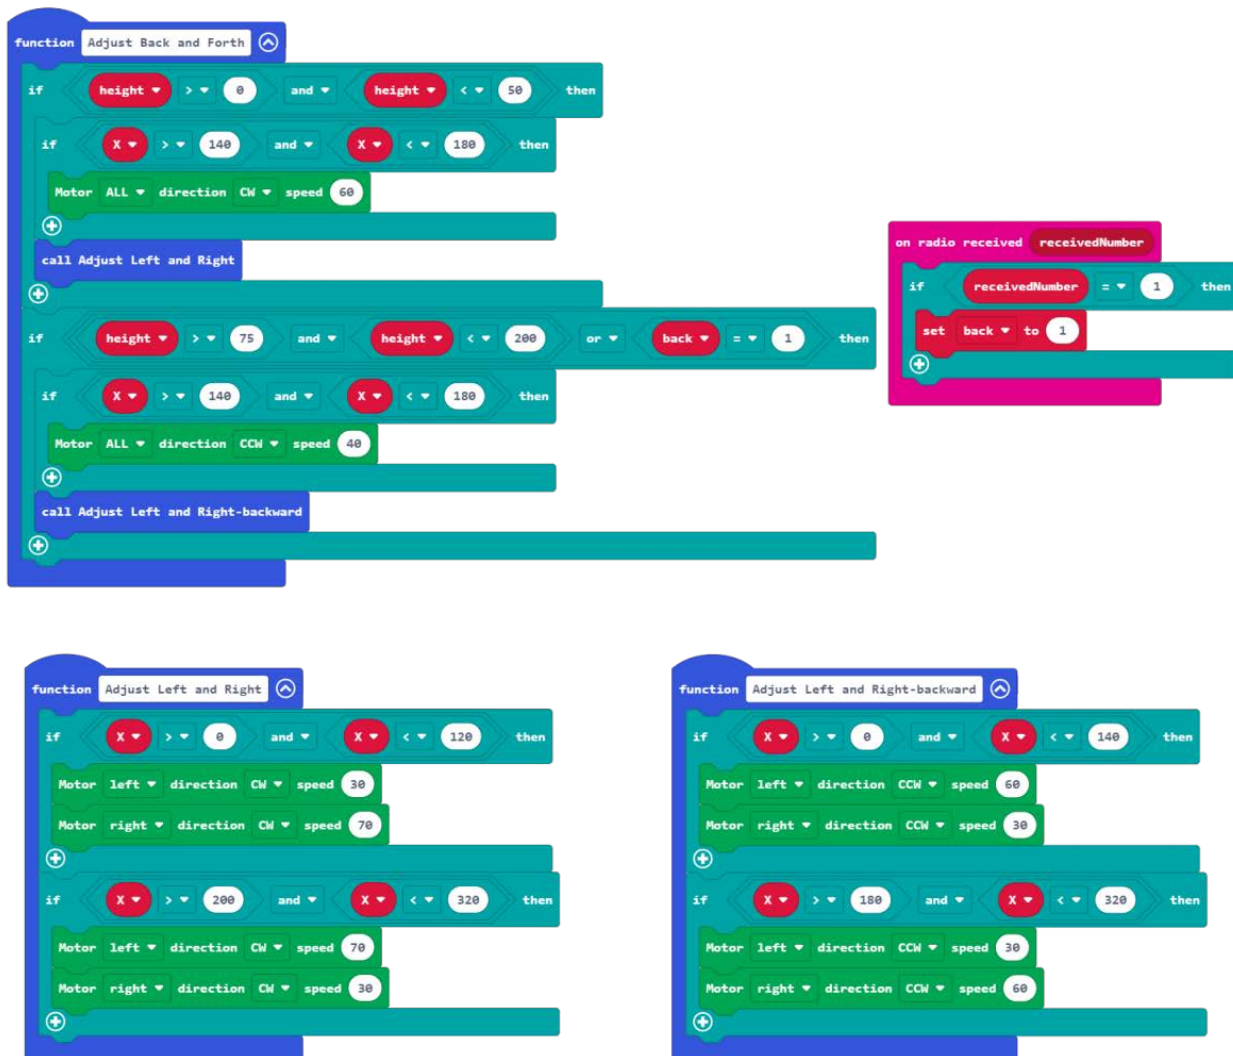 function Adjust Back and Forth
if height > 0 and height < 50 then
if X > 140 and X < 180 then
Motor ALL direction CW speed 60
call Adjust Left and Right
if height > 75 and height < 200 or back = 1 then
if X > 140 and X < 180 then
Motor ALL direction CCW speed 40
call Adjust Left and Right-backward
on radio received receivedNumber
if receivedNumber = 1 then
set back to 1
function Adjust Left and Right
if X > 0 and X < 120 then
Motor left direction CW speed 30
Motor right direction CW speed 70
if X > 200 and X < 320 then
Motor left direction CW speed 70
Motor right direction CW speed 30
function Adjust Left and Right-backward
if X > 0 and X < 140 then
Motor left direction CCW speed 60
Motor right direction CCW speed 30
if X > 180 and X < 320 then
Motor left direction CCW speed 30
Motor right direction CCW speed 60